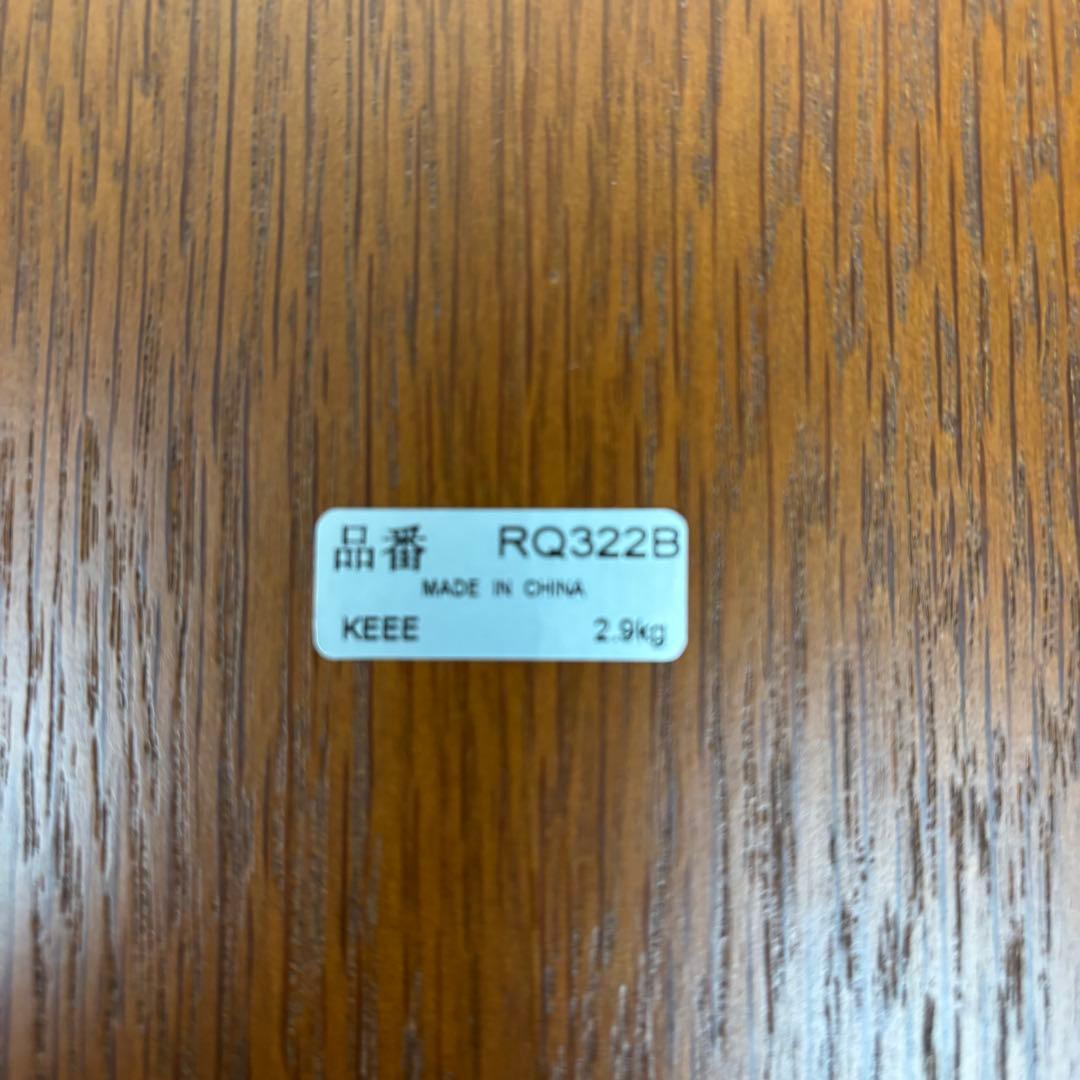 品番 RQ322B
MADE IN CHINA
KEEE 2.9kg